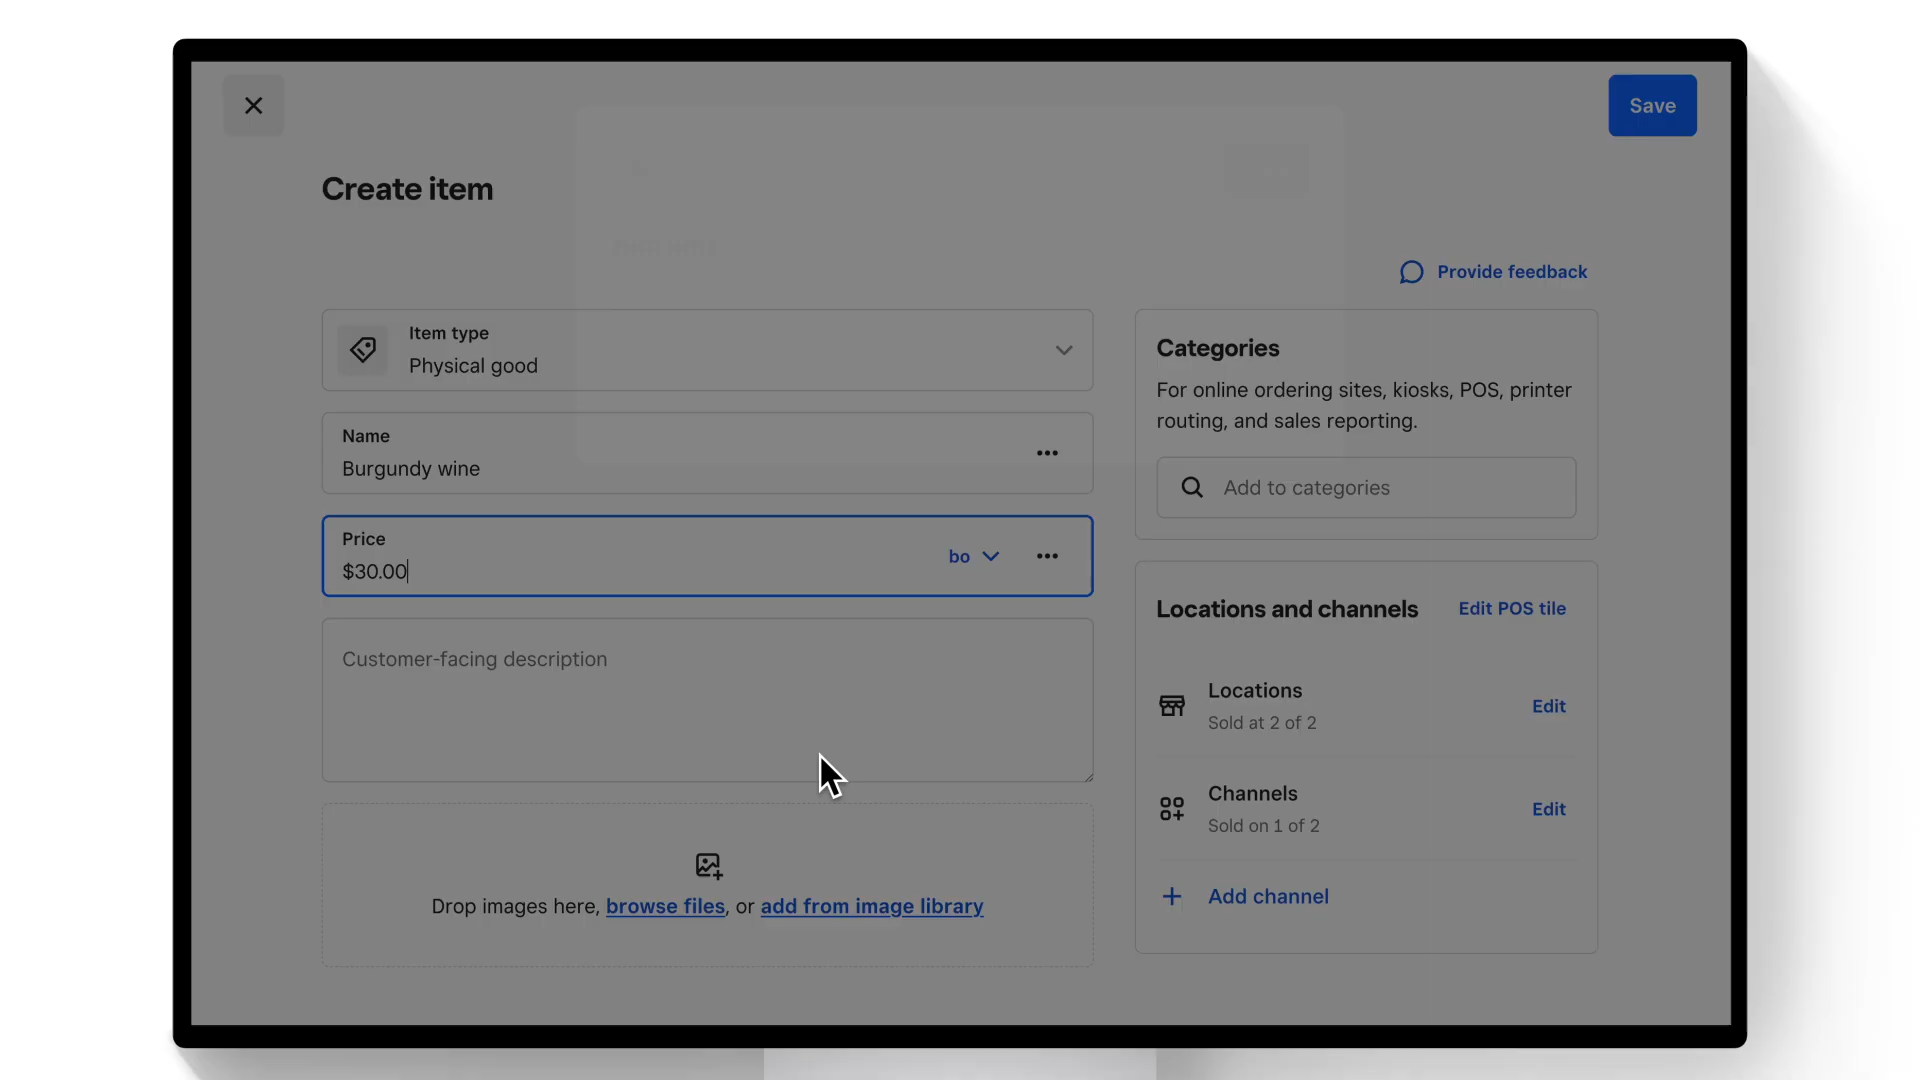 Save
Create item
Provide feedback
Item type
Physical good
Name
Burgundy wine
Price
$30.00
bo
Customer-facing description
Drop images here, browse files, or add from image library
Categories
For online ordering sites, kiosks, POS, printer
routing, and sales reporting.
Add to categories
Locations and channels
Edit POS tile
Locations
Sold at 2 of 2
Edit
Channels
Sold on 1 of 2
Edit
Add channel